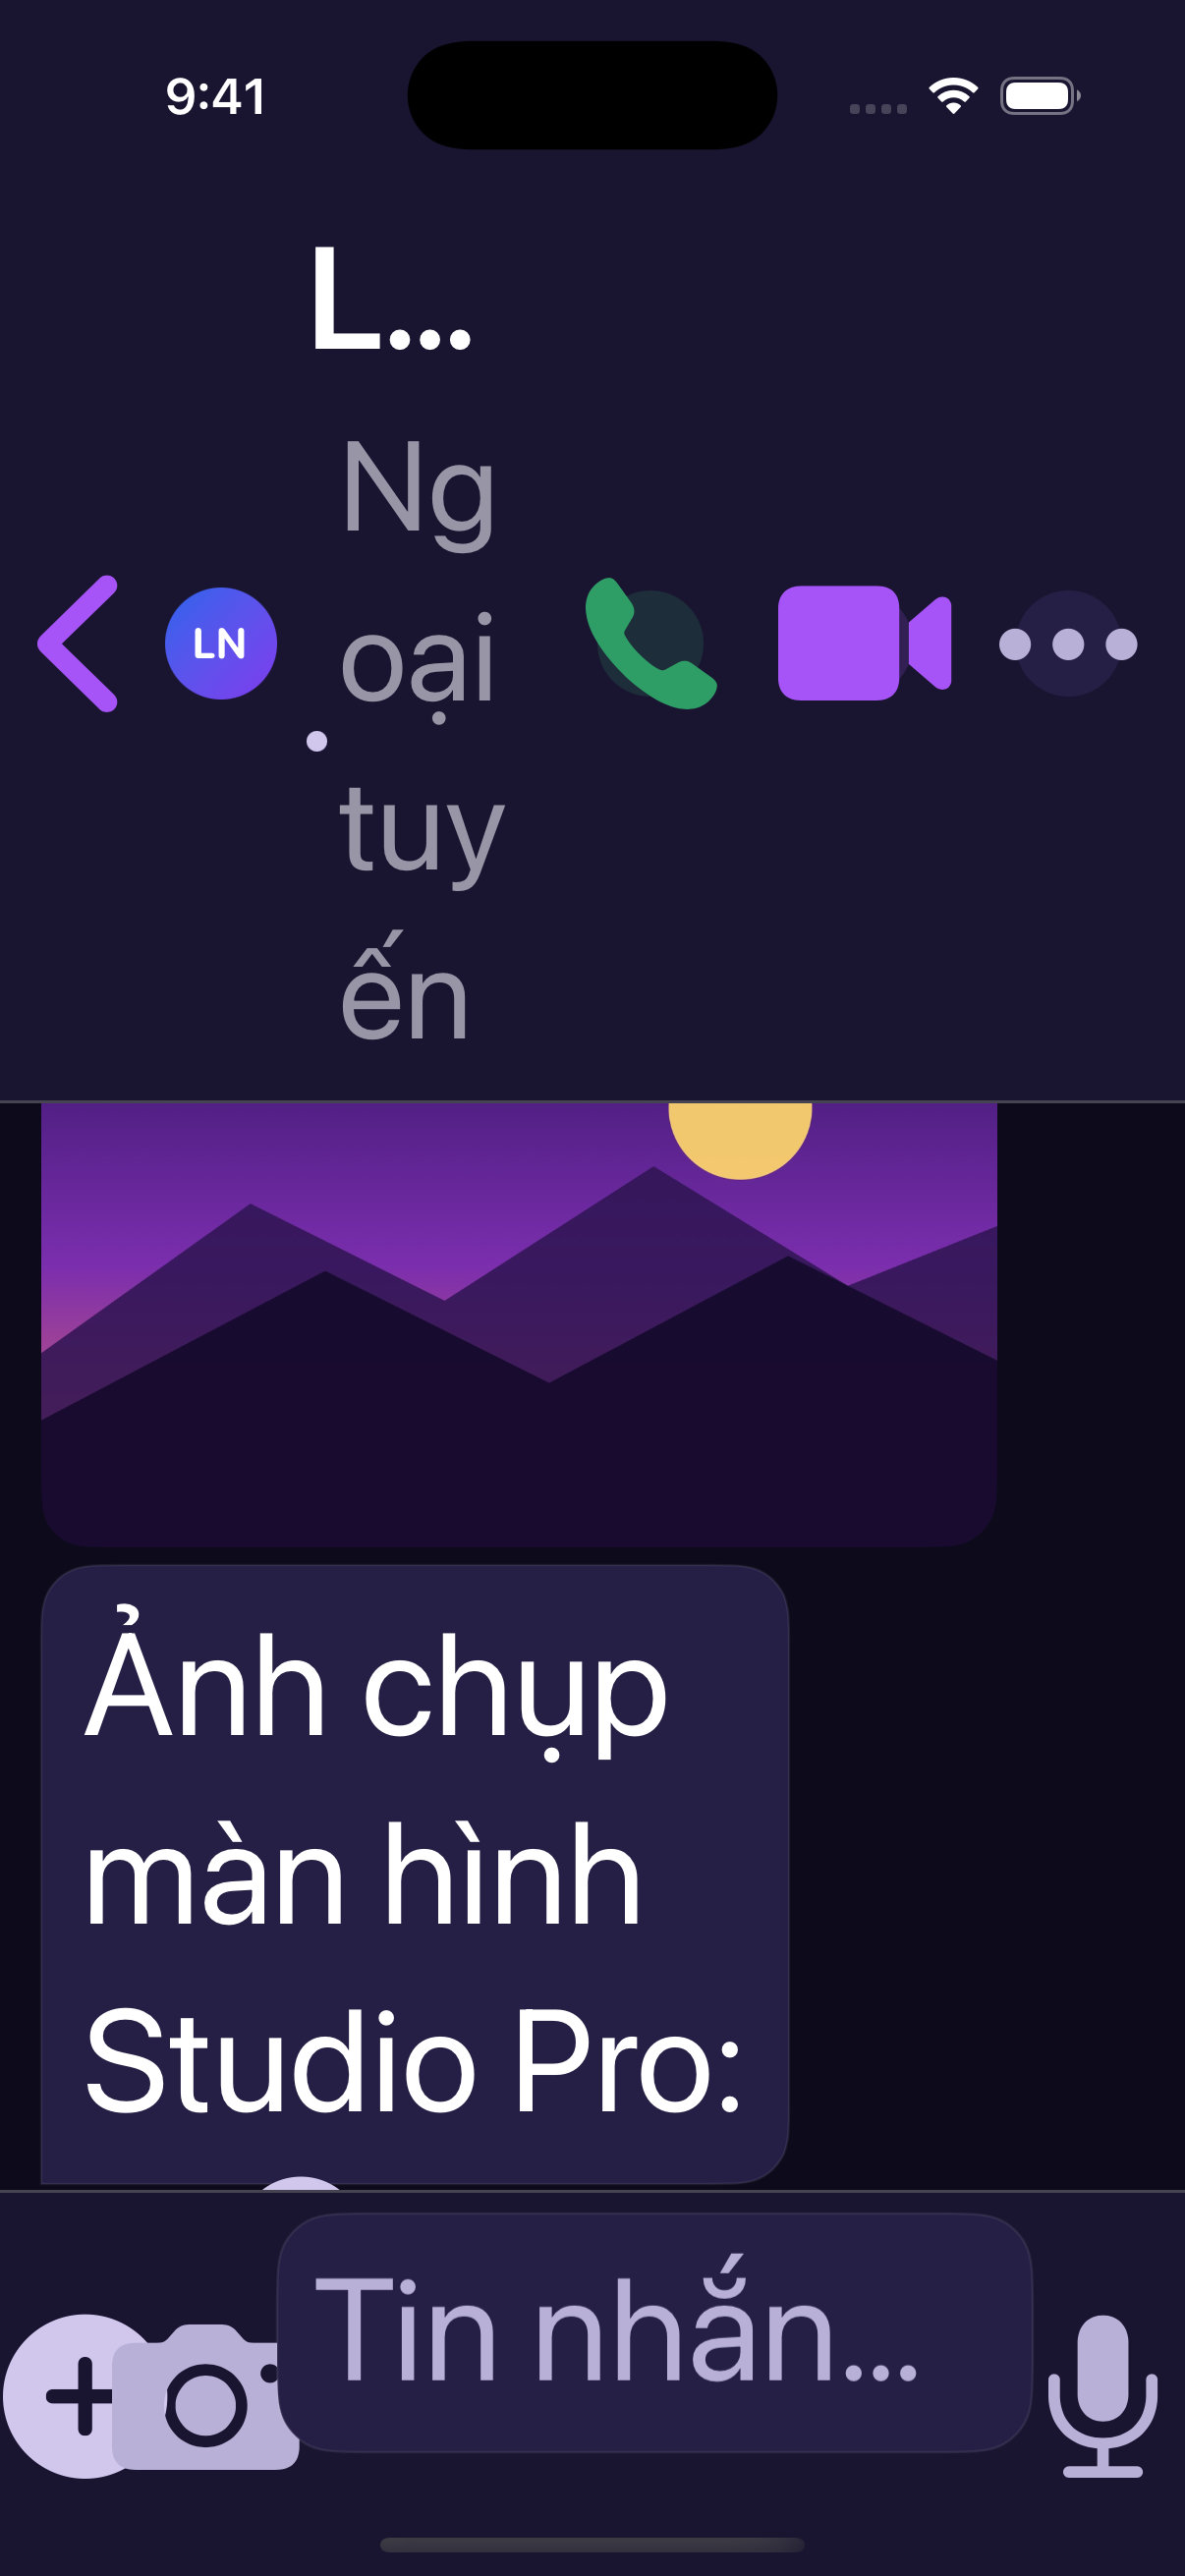 9:41
L...
LN
Ng
oại
tuy
ến
Ảnh chụp
màn hình
Studio Pro:
Tin nhắn...